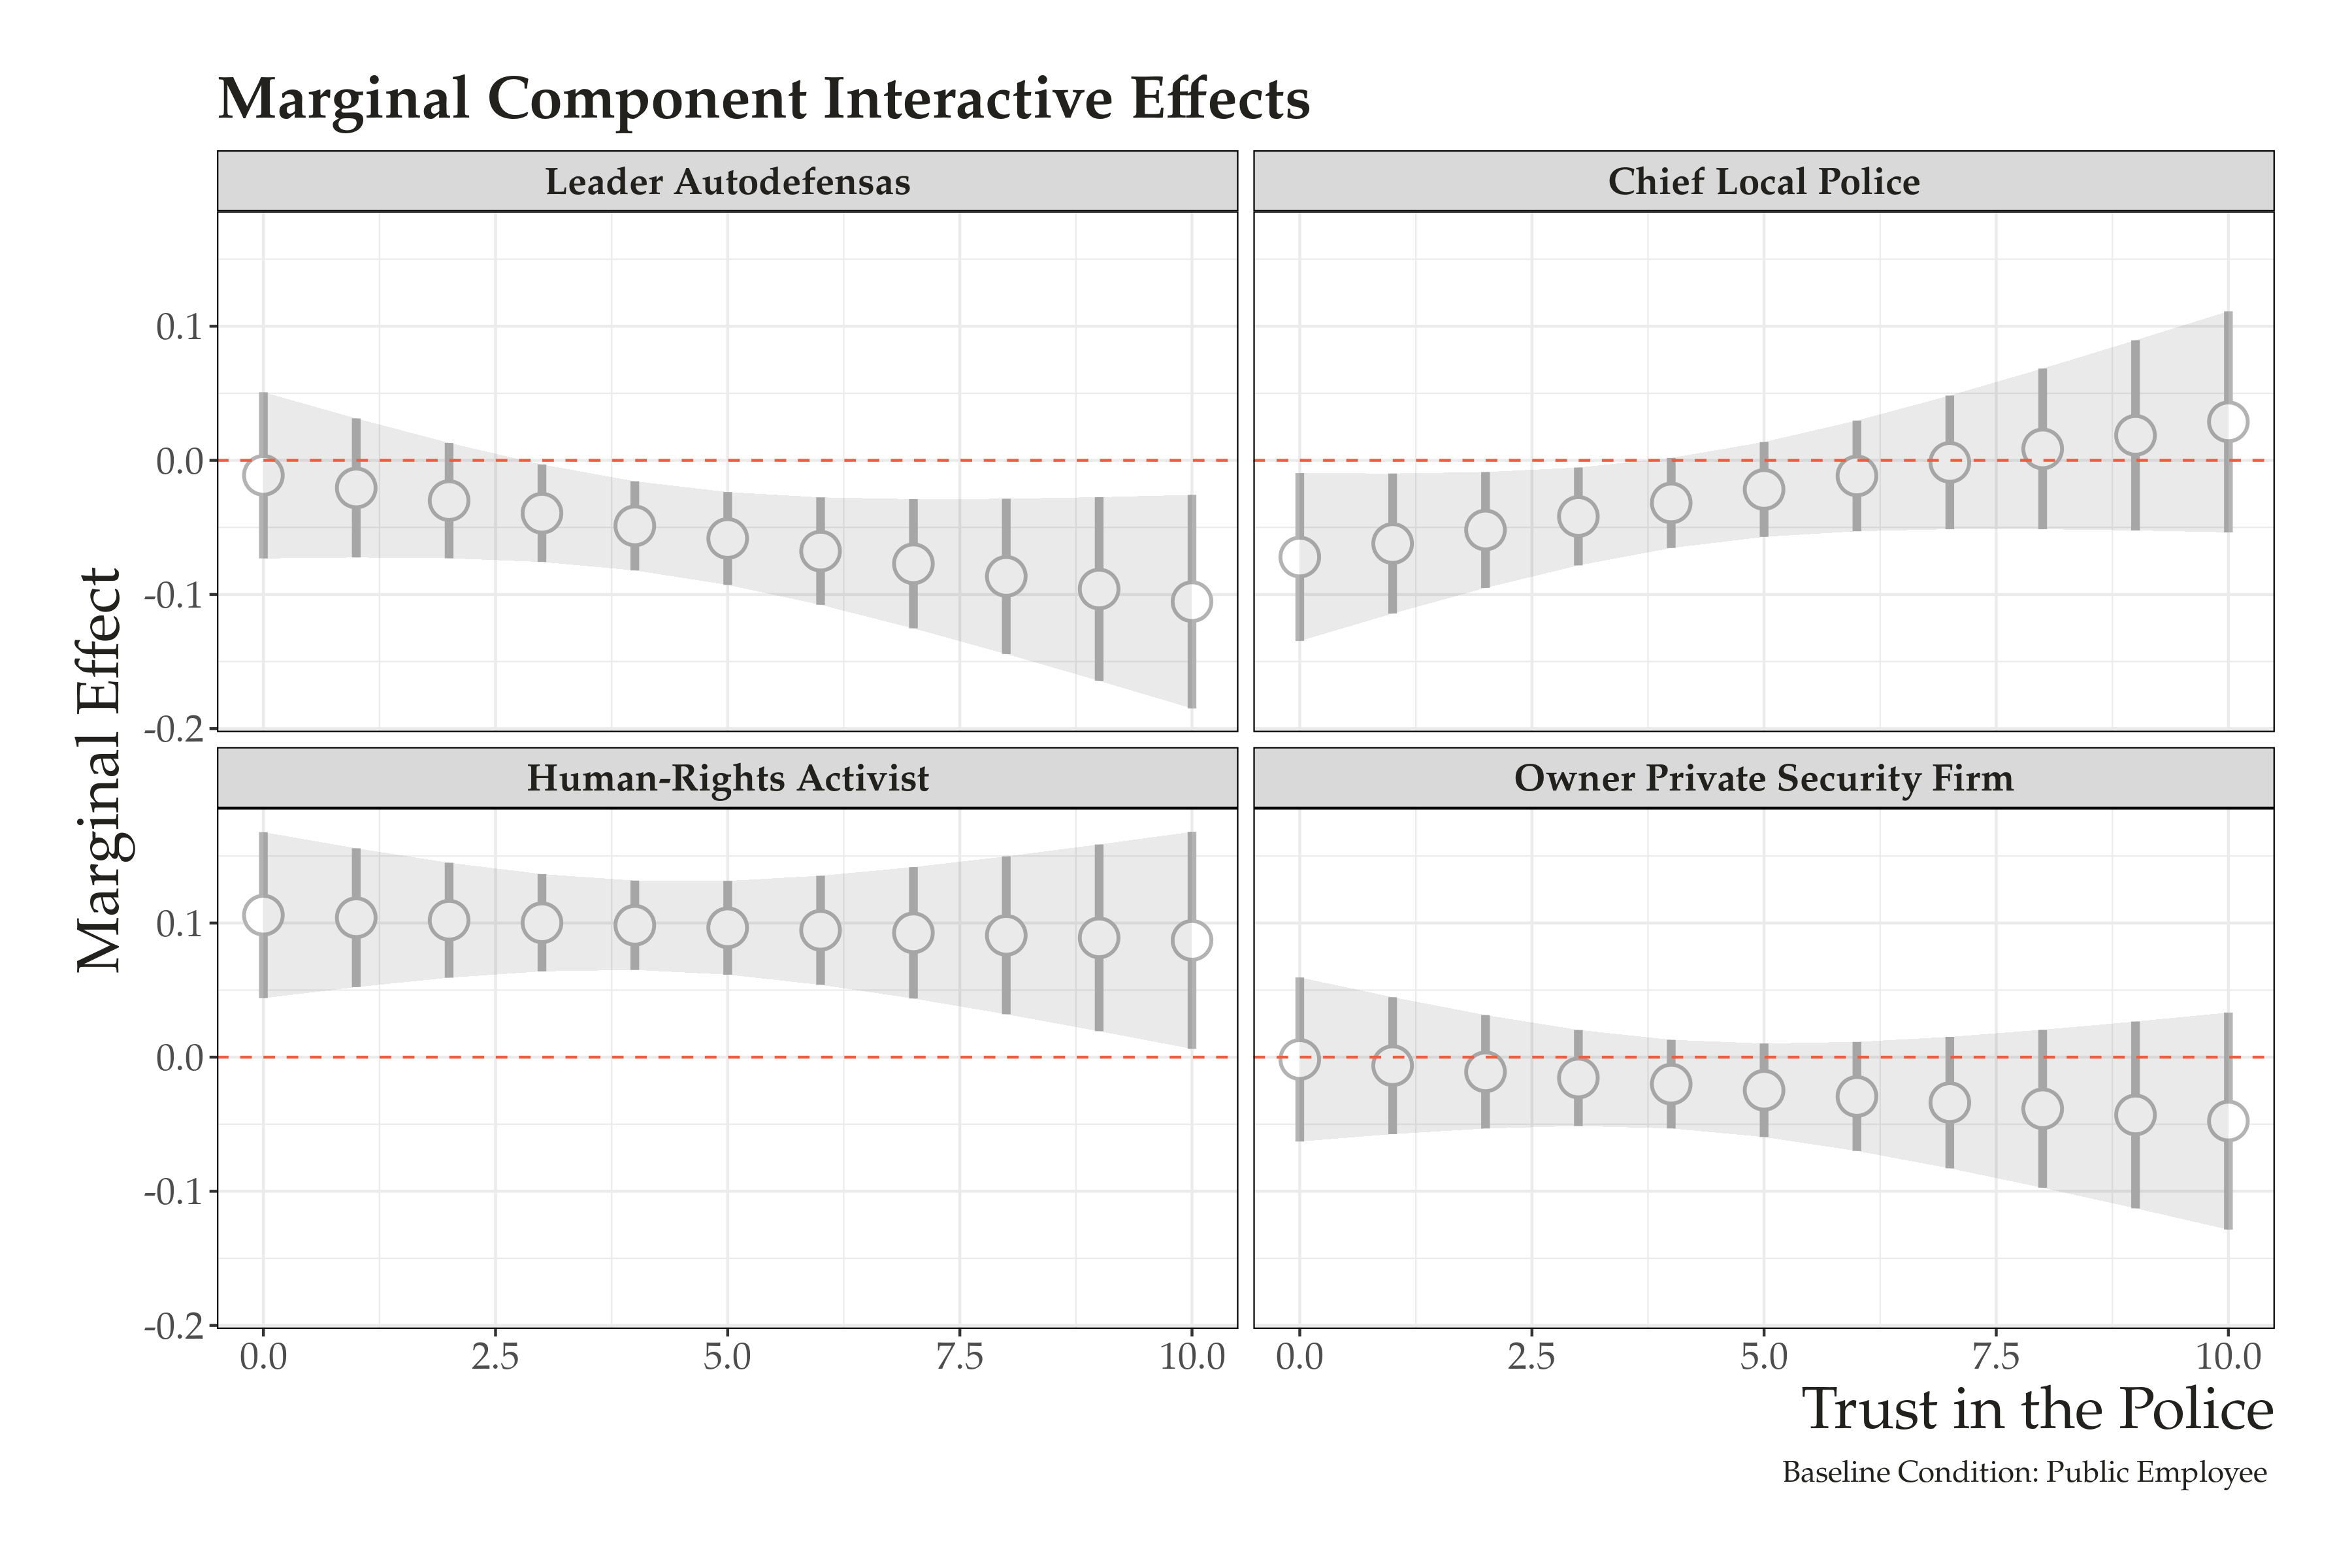 Marginal Component Interactive Effects
Leader Autodefensas
Chief Local Police
0.1
0.0
-0.1
-0.2
Marginal Effect
Human-Rights Activist
Owner Private Security Firm
0.1
0.0
-0.1
-0.2
0.0 2.5 5.0 7.5 10.0
0.0 2.5 5.0 7.5 10.0
Trust in the Police
Baseline Condition: Public Employee